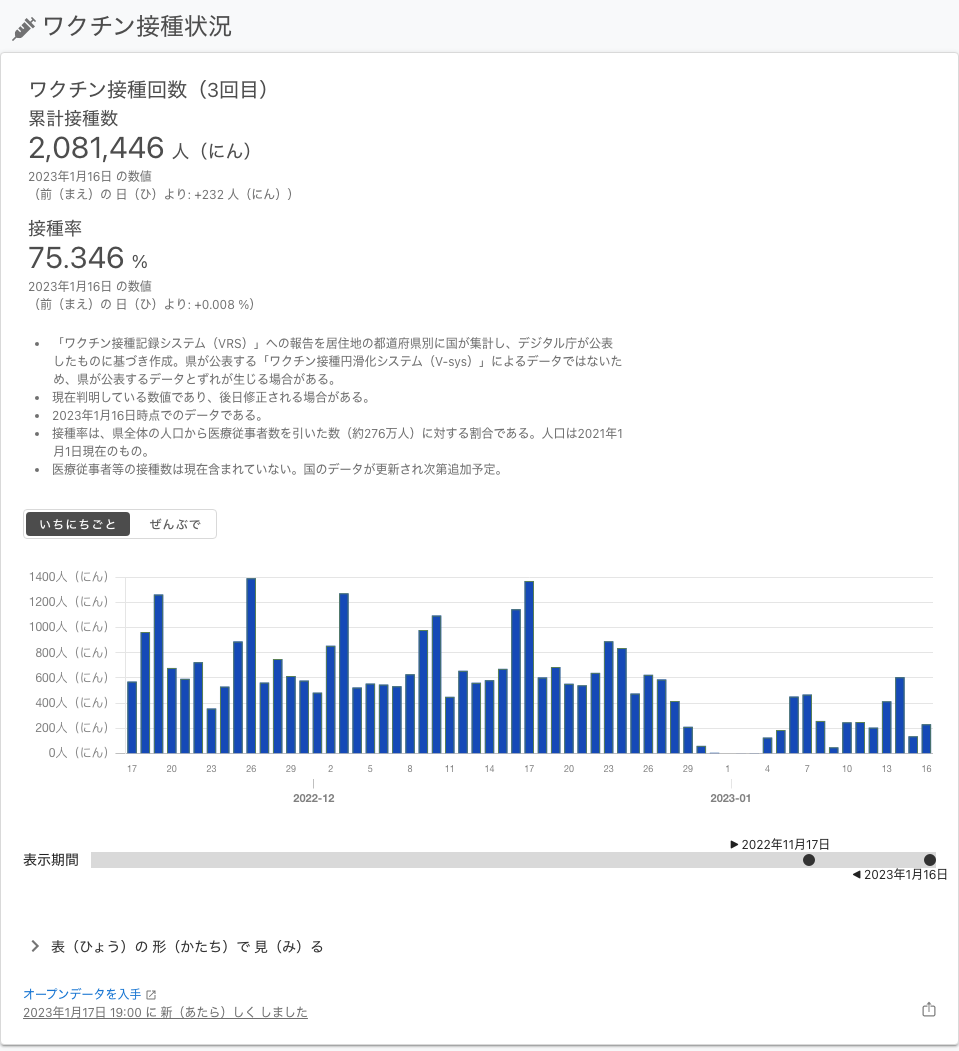 ワクチン接種状況
ワクチン接種回数（3回目）
累計接種数
2,081,446 人（にん）
2023年1月16日 の数値
（前（まえ）の 日（ひ）より: +232 人（にん））
接種率
75.346 %
2023年1月16日 の数値
（前（まえ）の 日（ひ）より: +0.008 %）
「ワクチン接種記録システム（VRS）」への報告を居住地の都道府県別に国が集計し、デジタル庁が公表
したものに基づき作成。県が公表する「ワクチン接種円滑化システム（V-sys）」によるデータではないた
め、県が公表するデータとずれが生じる場合がある。
現在判明している数値であり、後日修正される場合がある。
2023年1月16日時点でのデータである。
接種率は、県全体の人口から医療従事者数を引いた数（約276万人）に対する割合である。人口は2021年1
月1日現在のもの。
医療従事者等の接種数は現在含まれていない。国のデータが更新され次第追加予定。
いちにちごと ぜんぶで
1400人（にん）
1200人（にん）
1000人（にん）
800人（にん）
600人（にん）
400人（にん）
200人（にん）
0人（にん）
17 20 23 26 29 2 5 8 11 14 17 20 23 26 29 1 4 7 10 13 16
2022-12 2023-01
2022年11月17日
表示期間
2023年1月16日
表（ひょう）の 形（かたち）で 見（み）る
オープンデータを入手
2023年1月17日 19:00 に 新（あたら）しく しました